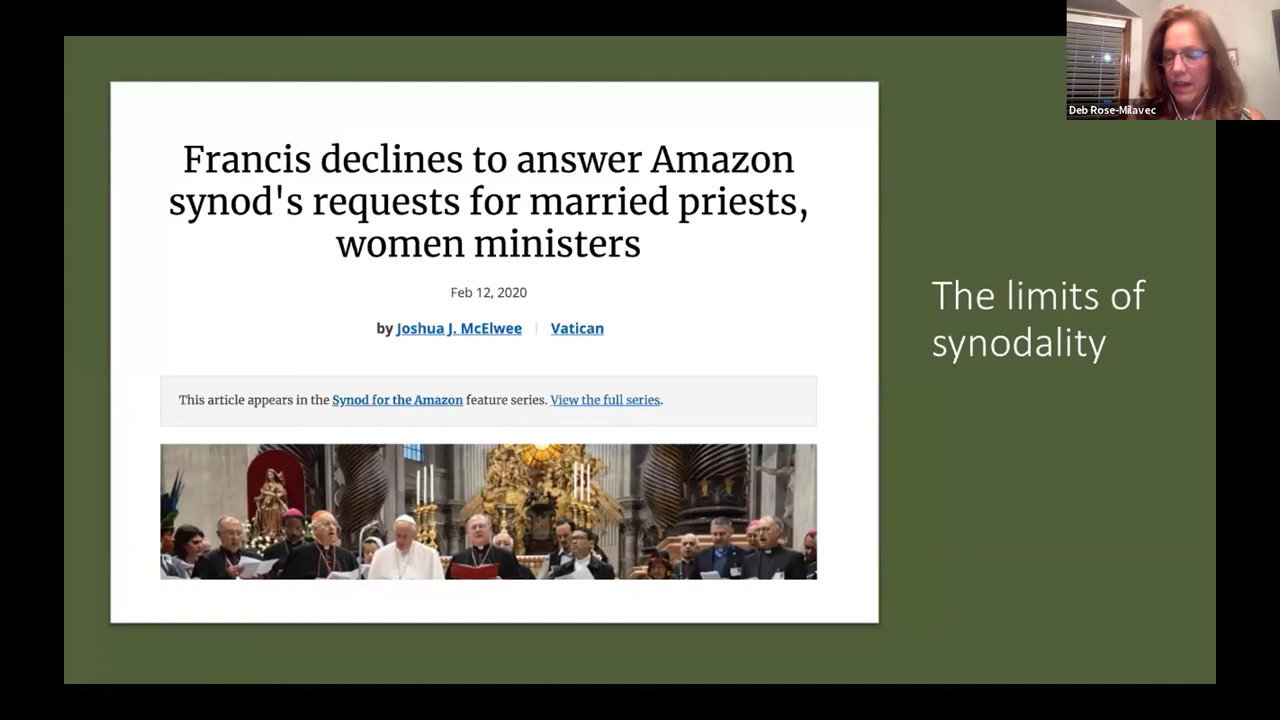 Francis declines to answer Amazon
synod's requests for married priests,
women ministers
Feb 12, 2020
by Joshua J. McElwee | Vatican
This article appears in the Synod for the Amazon feature series. View the full series.
The limits of
synodality
Deb Rose-Milavec